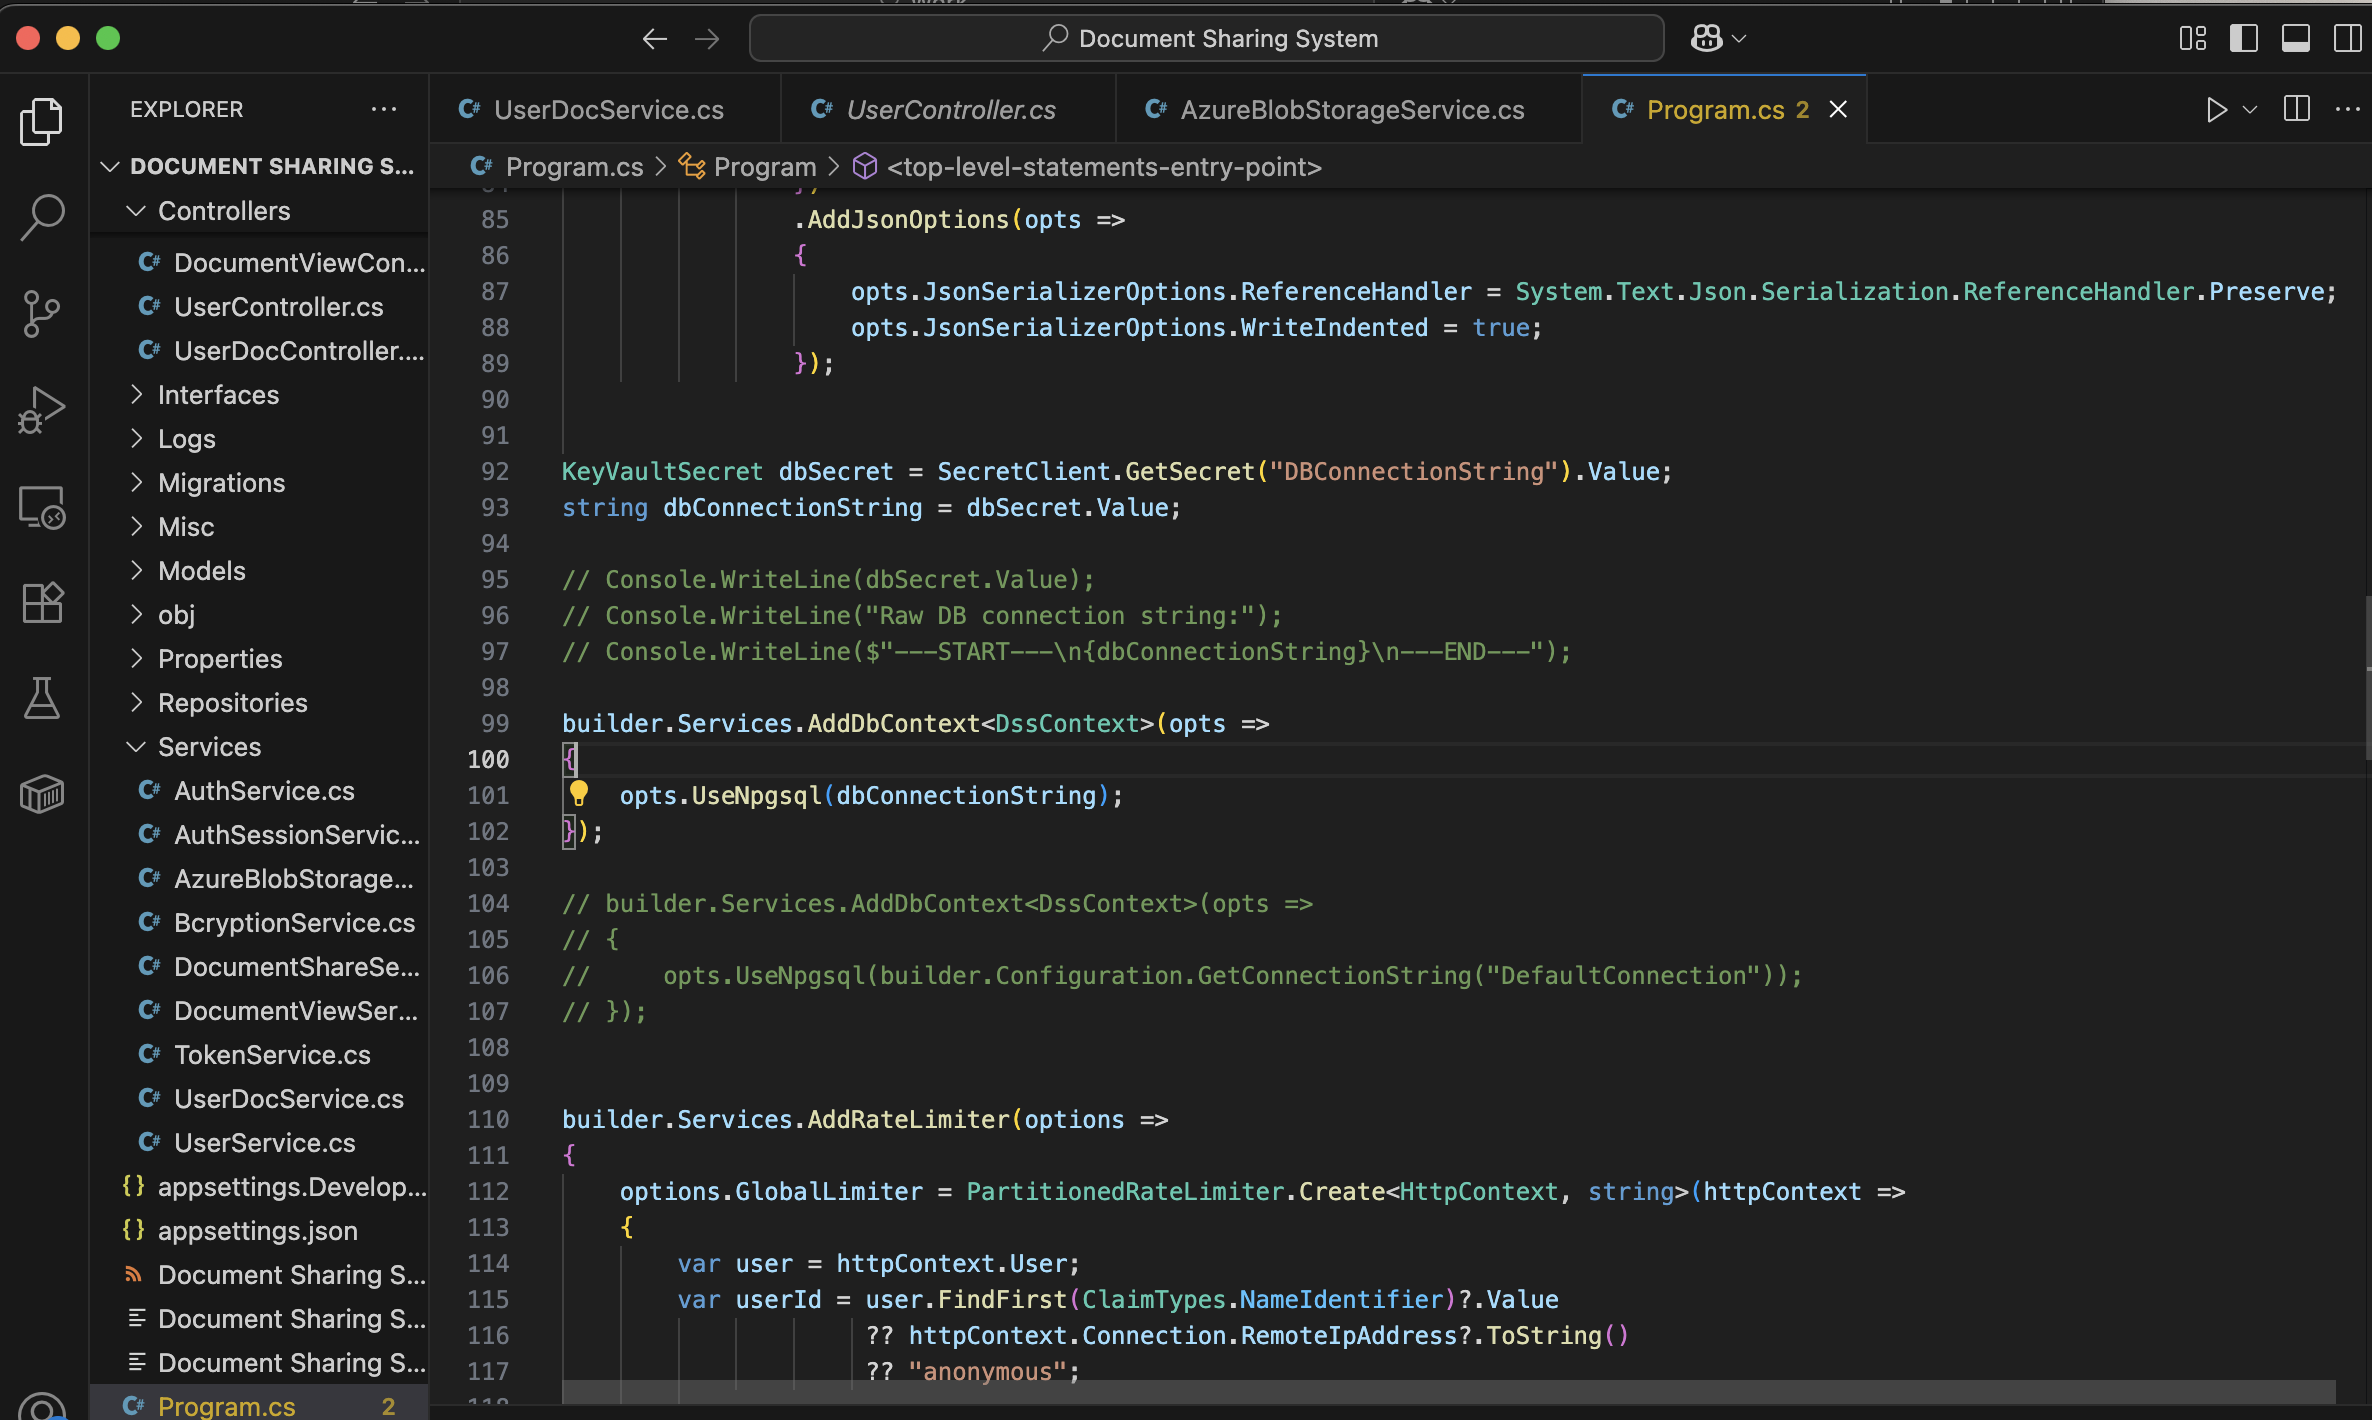 Document Sharing System
EXPLORER
DOCUMENT SHARING S...
Controllers
DocumentViewCon...
UserController.cs
UserDocController....
Interfaces
Logs
Migrations
Misc
Models
obj
Properties
Repositories
Services
AuthService.cs
AuthSessionServic...
AzureBlobStorage...
BcryptionService.cs
DocumentShareSe...
DocumentViewSer...
TokenService.cs
UserDocService.cs
UserService.cs
{} appsettings.Develop...
{} appsettings.json
Document Sharing S...
Document Sharing S...
Document Sharing S...
C# Program.cs 2
C# UserDocService.cs C# UserController.cs C# AzureBlobStorageService.cs C# Program.cs 2
C# Program.cs > Program > <top-level-statements-entry-point>
85 .AddJsonOptions(opts =>
86 {
87 opts.JsonSerializerOptions.ReferenceHandler = System.Text.Json.Serialization.ReferenceHandler.Preserve;
88 opts.JsonSerializerOptions.WriteIndented = true;
89 });
90
91
92 KeyVaultSecret dbSecret = SecretClient.GetSecret("DBConnectionString").Value;
93 string dbConnectionString = dbSecret.Value;
94
95 // Console.WriteLine(dbSecret.Value);
96 // Console.WriteLine("Raw DB connection string:");
97 // Console.WriteLine($"---START---\n{dbConnectionString}\n---END---");
98
99 builder.Services.AddDbContext<DssContext>(opts =>
100 {
101 opts.UseNpgsql(dbConnectionString);
102 });
103
104 // builder.Services.AddDbContext<DssContext>(opts =>
105 // {
106 // opts.UseNpgsql(builder.Configuration.GetConnectionString("DefaultConnection"));
107 // });
108
109
110 builder.Services.AddRateLimiter(options =>
111 {
112 options.GlobalLimiter = PartitionedRateLimiter.Create<HttpContext, string>(httpContext =>
113 {
114 var user = httpContext.User;
115 var userId = user.FindFirst(ClaimTypes.NameIdentifier)?.Value
116 ?? httpContext.Connection.RemoteIpAddress?.ToString()
117 ?? "anonymous";